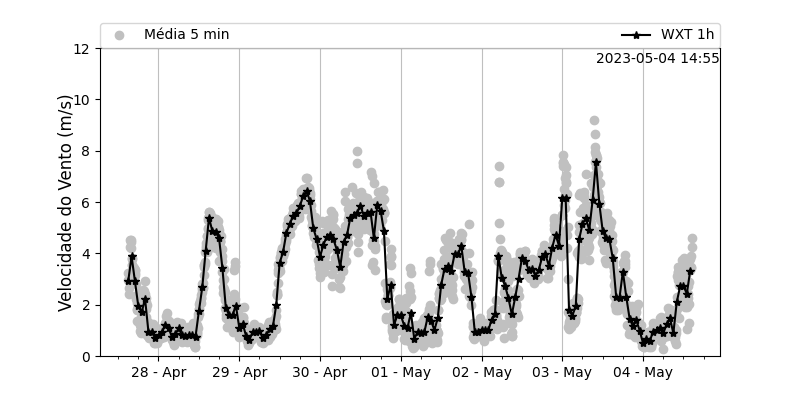 Média 5 min
WXT 1h
2023-05-04 14:55
Velocidade do Vento (m/s)
12
10
8
6
4
2
0
28 - Apr 29 - Apr 30 - Apr 01 - May 02 - May 03 - May 04 - May